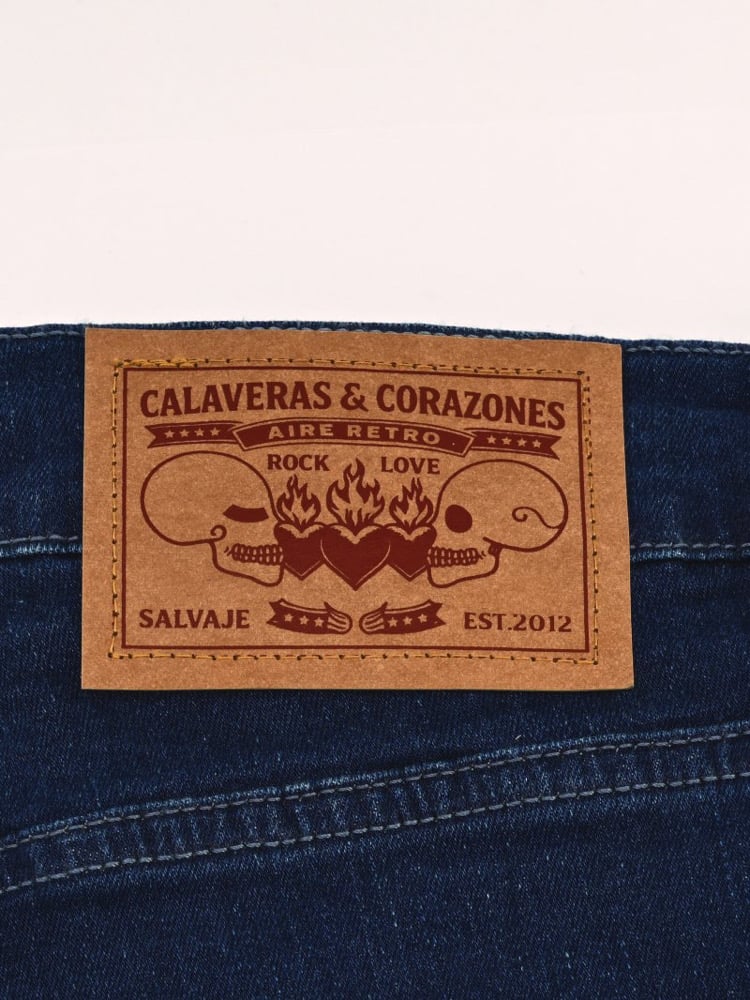 CALAVERAS & CORAZONES
AIRE RETRO
ROCK LOVE
SALVAJE EST.2012